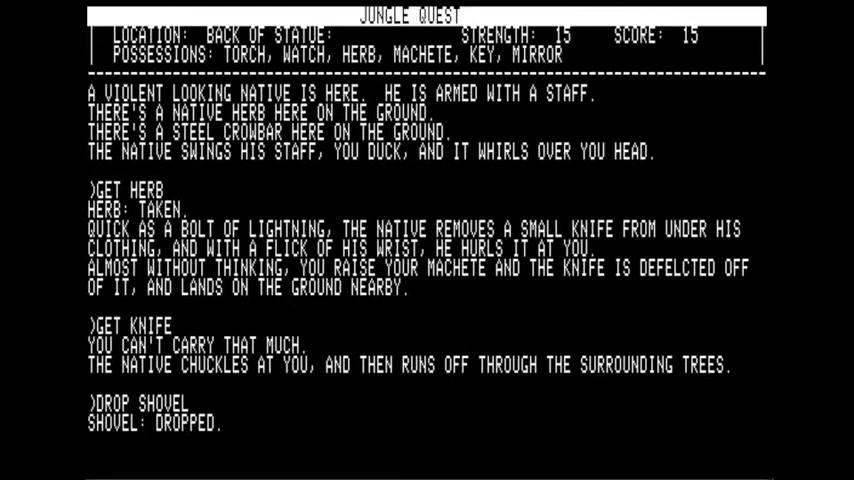 JUNGLE QUEST
LOCATION: BACK OF STATUE: STRENGTH: 15 SCORE: 15
POSSESSIONS: TORCH, WATCH, HERB, MACHETE, KEY, MIRROR
A VIOLENT LOOKING NATIVE IS HERE. HE IS ARMED WITH A STAFF.
THERE'S A NATIVE HERB HERE ON THE GROUND.
THERE'S A STEEL CROWBAR HERE ON THE GROUND.
THE NATIVE SWINGS HIS STAFF, YOU DUCK, AND IT WHIRLS OVER YOU HEAD.
)GET HERB
HERB: TAKEN.
QUICK AS A BOLT OF LIGHTNING, THE NATIVE REMOVES A SMALL KNIFE FROM UNDER HIS
CLOTHING, AND WITH A FLICK OF HIS WRIST, HE HURLS IT AT YOU.
ALMOST WITHOUT THINKING, YOU RAISE YOUR MACHETE AND THE KNIFE IS DEFELCTED OFF
OF IT, AND LANDS ON THE GROUND NEARBY.
)GET KNIFE
YOU CAN'T CARRY THAT MUCH.
THE NATIVE CHUCKLES AT YOU, AND THEN RUNS OFF THROUGH THE SURROUNDING TREES.
)DROP SHOVEL
SHOVEL: DROPPED.